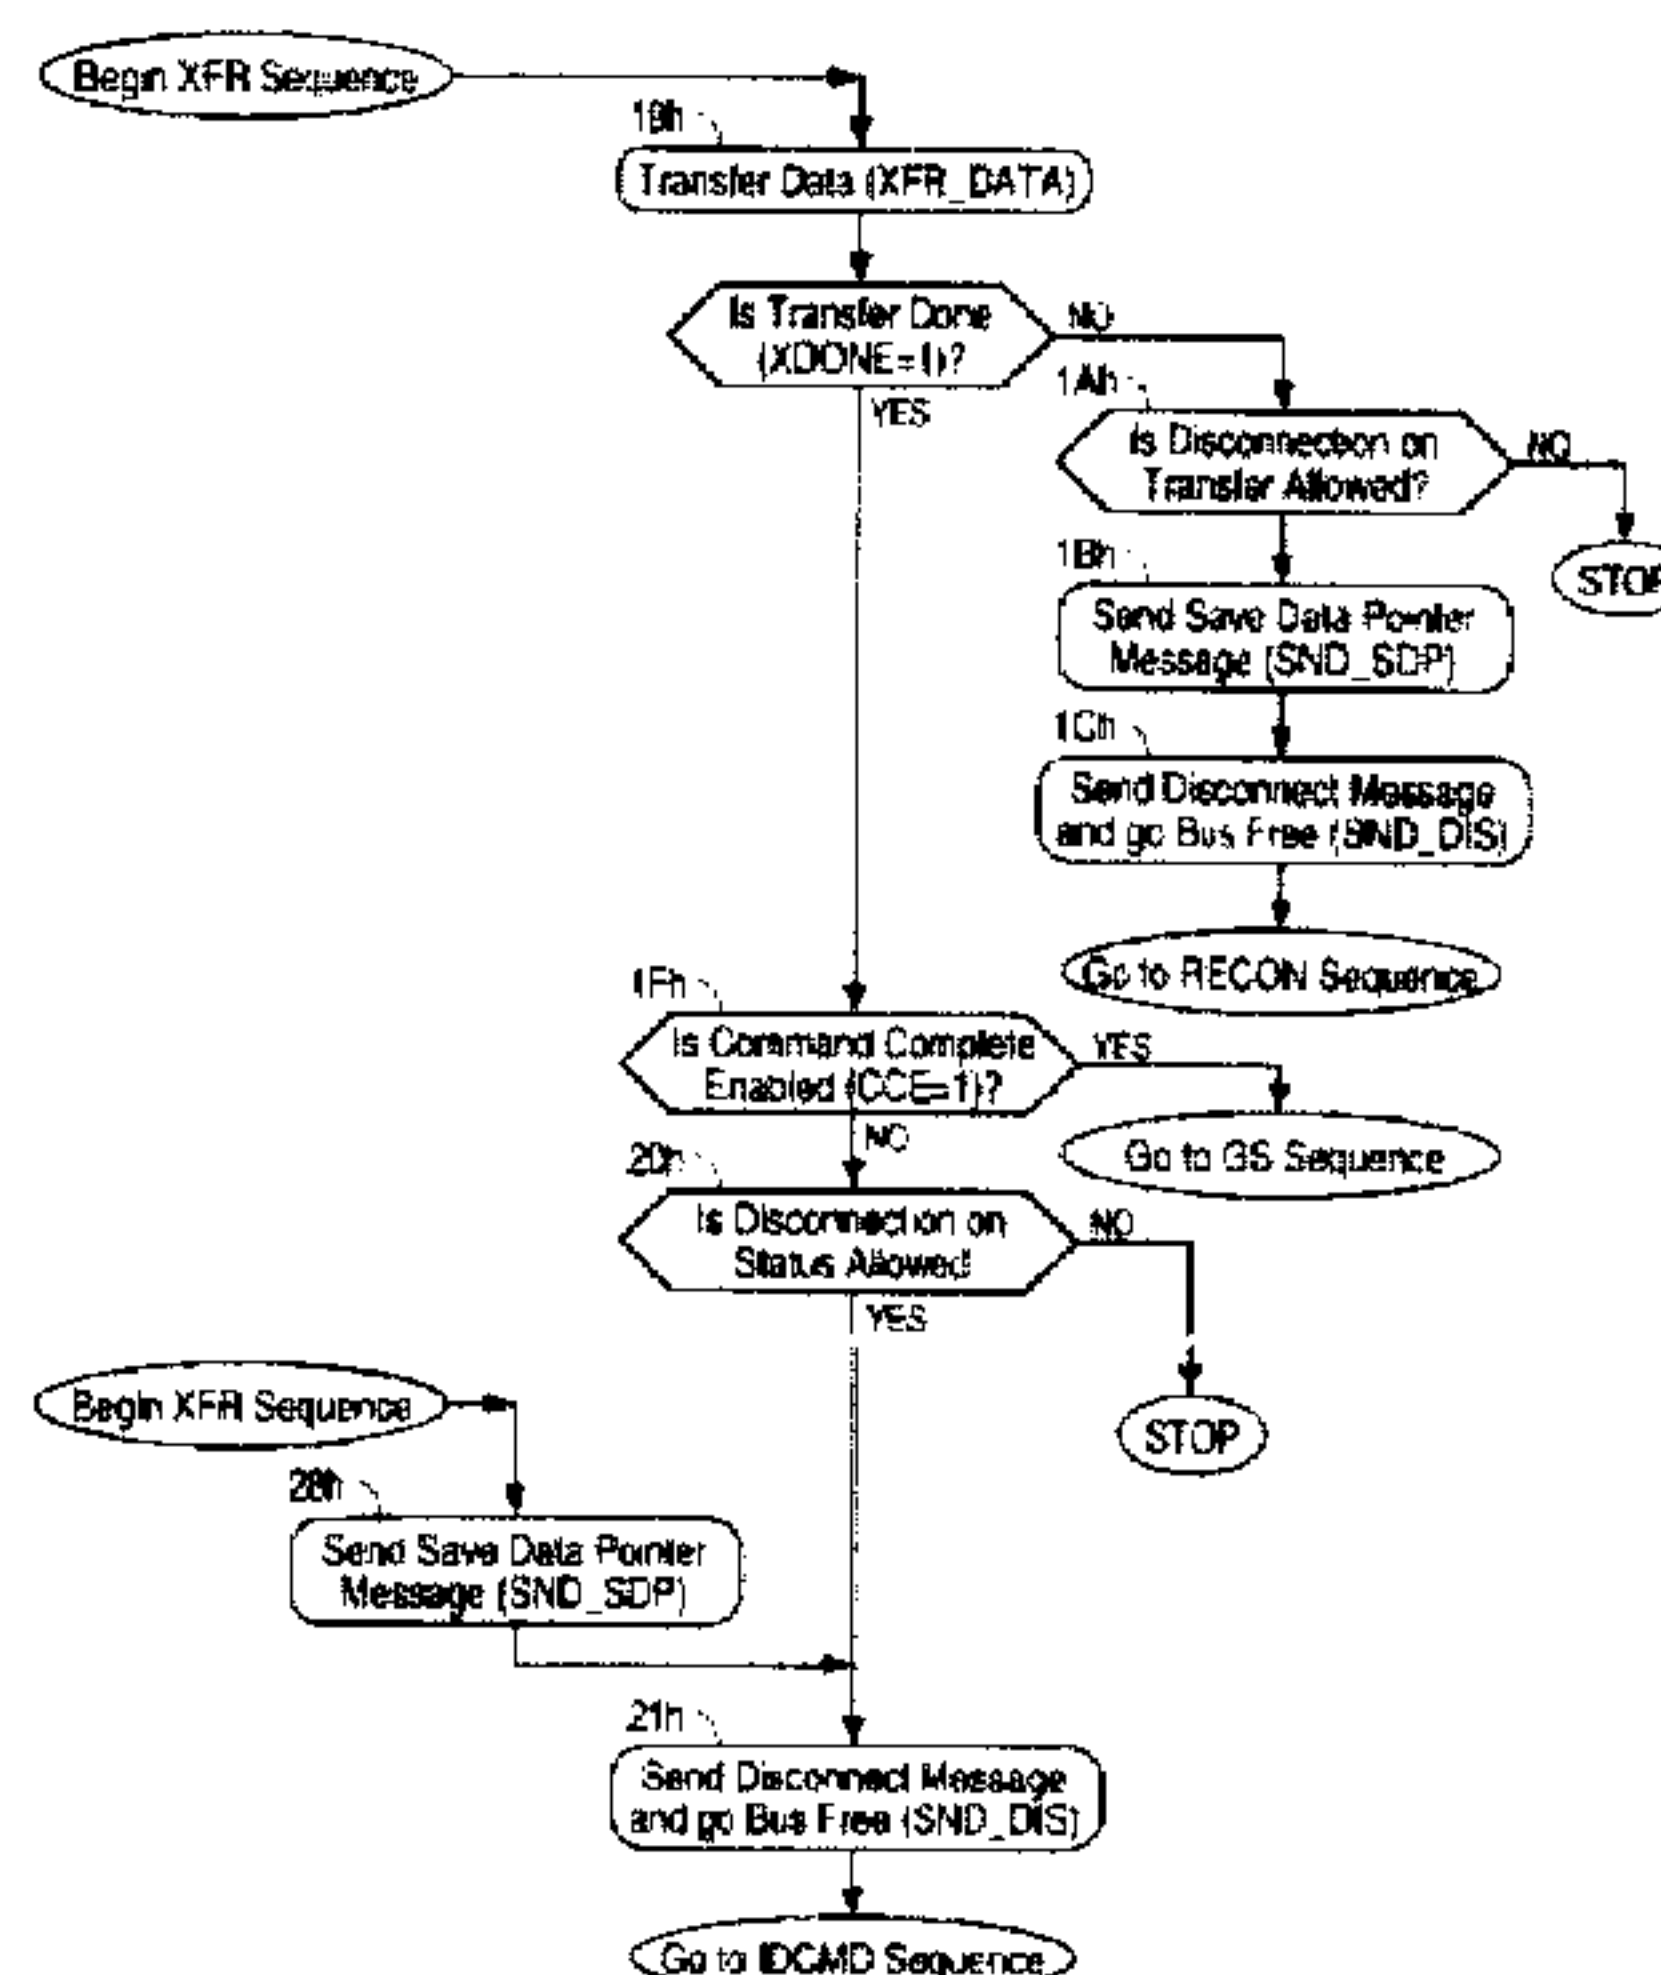 Begin XFR Sequence
19h
Transfer Data (XFR_DATA)
Is Transfer Done
(XDONE=1)?
NO
YES
1Ah
Is Disconnection on
Transfer Allowed?
NO
STOP
1Bh
Send Save Data Pointer
Message (SND_SDP)
1Ch
Send Disconnect Message
and go Bus Free (SND_DIS)
Go to RECON Sequence
1Fh
Is Command Complete
Enabled (CCE=1)?
YES
Go to GS Sequence
NO
20h
Is Disconnection on
Status Allowed
NO
YES
STOP
Begin XFR Sequence
28h
Send Save Data Pointer
Message (SND_SDP)
21h
Send Disconnect Message
and go Bus Free (SND_DIS)
Go to IDCMD Sequence